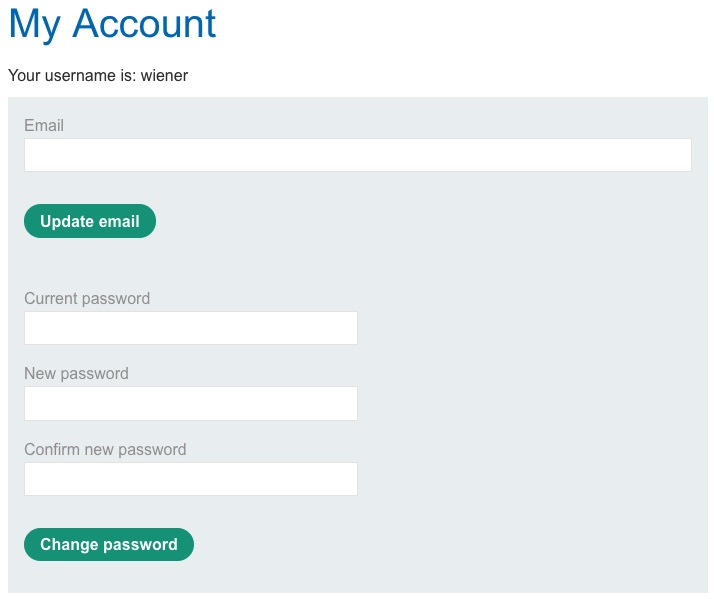 My Account
Your username is: wiener
Email
Update email
Current password
New password
Confirm new password
Change password